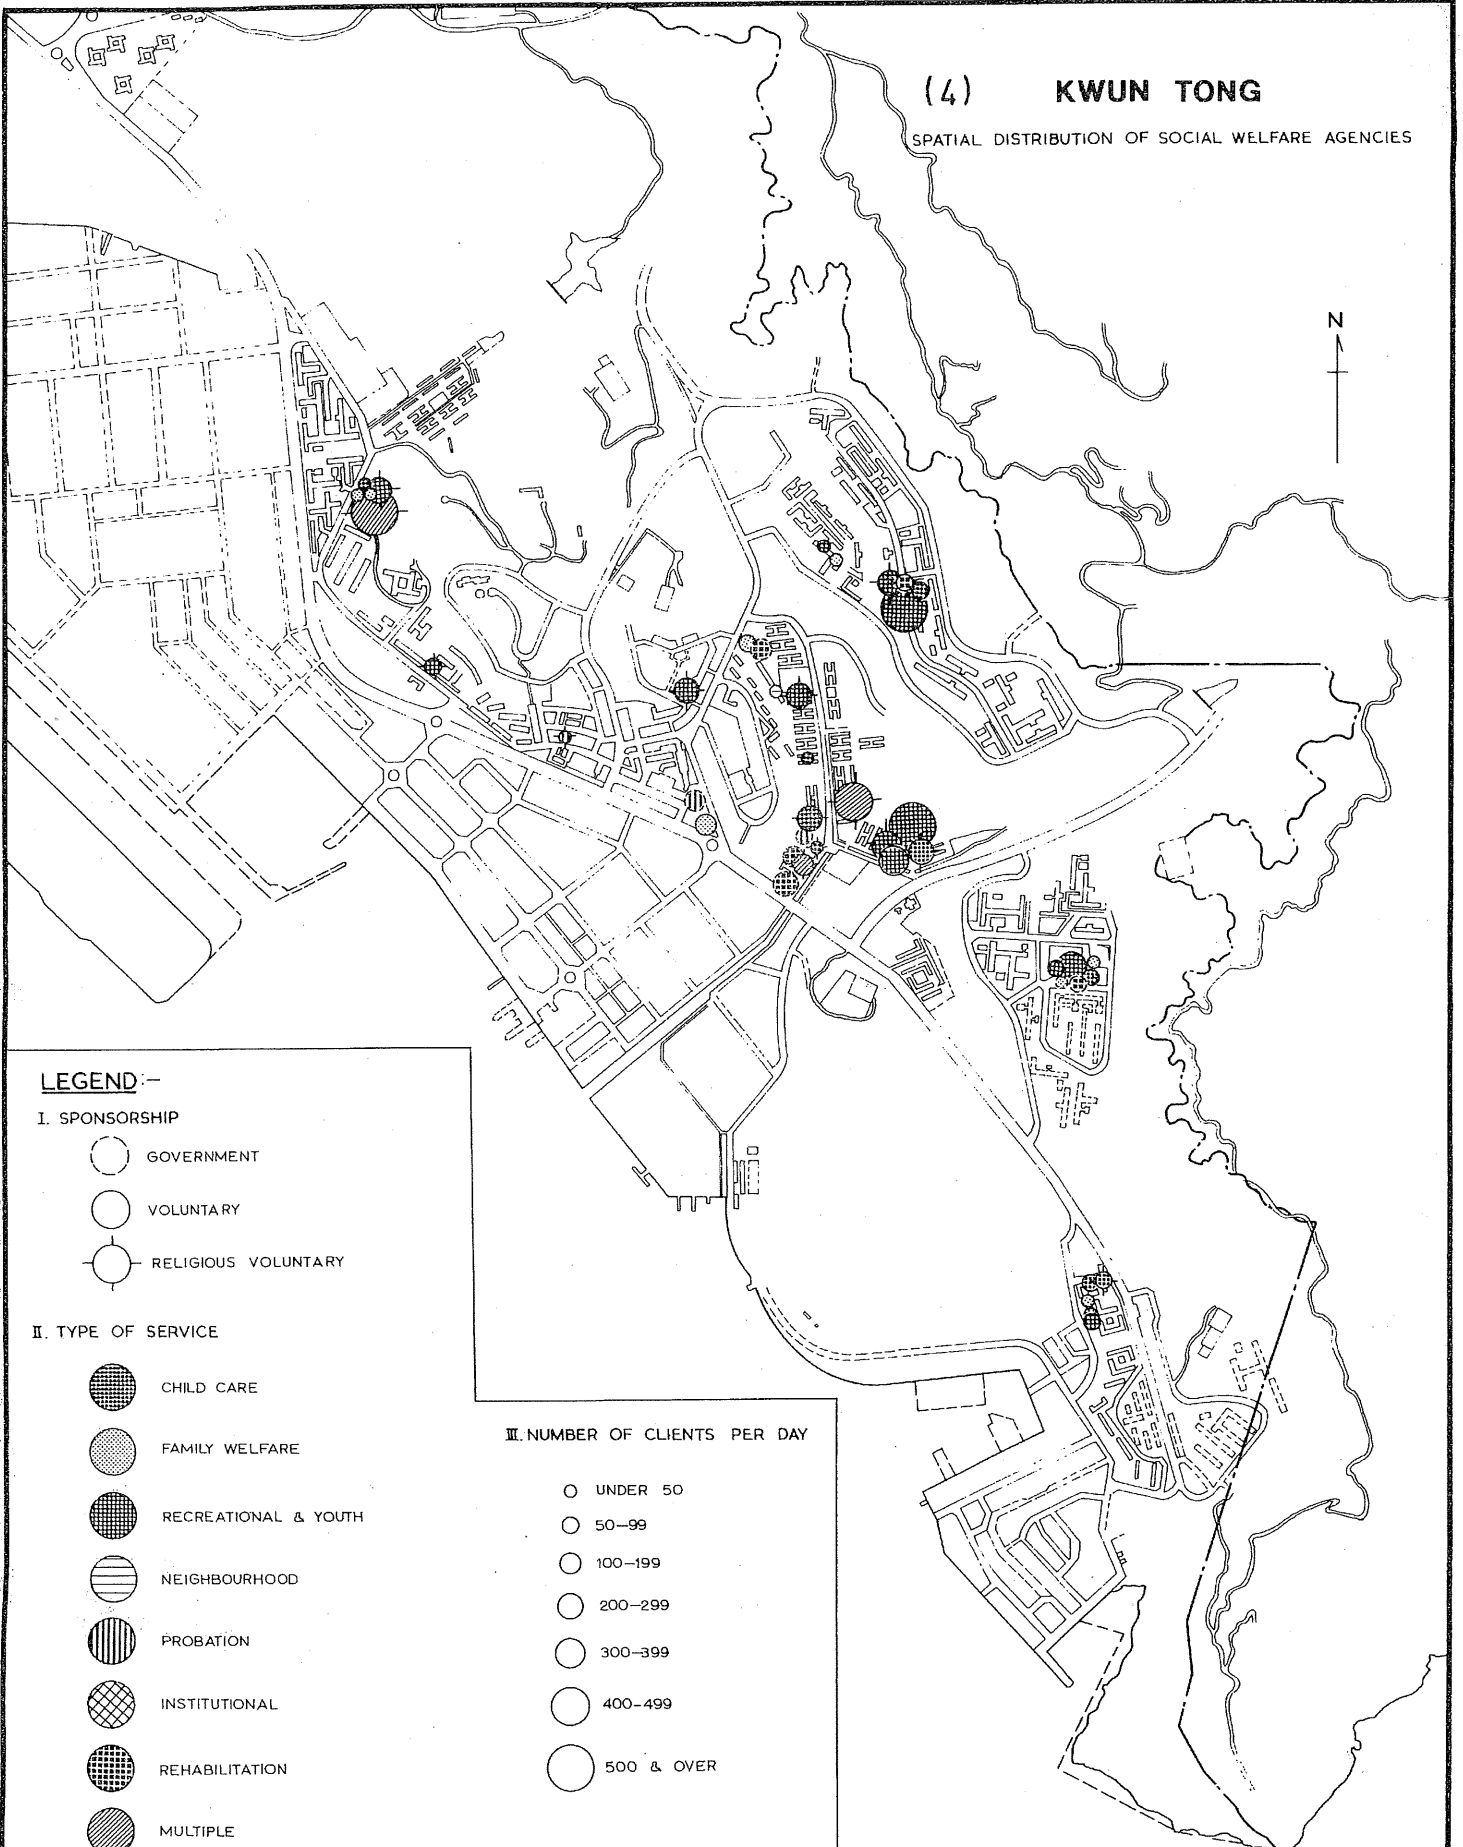 (4) KWUN TONG
SPATIAL DISTRIBUTION OF SOCIAL WELFARE AGENCIES
N
LEGEND:-
I. SPONSORSHIP
GOVERNMENT
VOLUNTARY
RELIGIOUS VOLUNTARY
II. TYPE OF SERVICE
CHILD CARE
FAMILY WELFARE
RECREATIONAL & YOUTH
NEIGHBOURHOOD
PROBATION
INSTITUTIONAL
REHABILITATION
MULTIPLE
III. NUMBER OF CLIENTS PER DAY
UNDER 50
50-99
100-199
200-299
300-399
400-499
500 & OVER